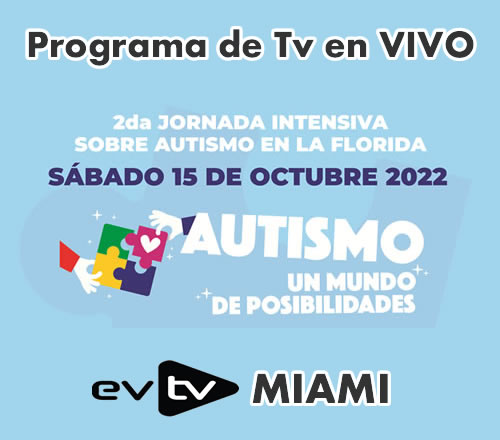 Programa de Tv en VIVO
2da JORNADA INTENSIVA
SOBRE AUTISMO EN LA FLORIDA
SÁBADO 15 DE OCTUBRE 2022
AUTISMO
UN MUNDO
DE POSIBILIDADES
evtv MIAMI